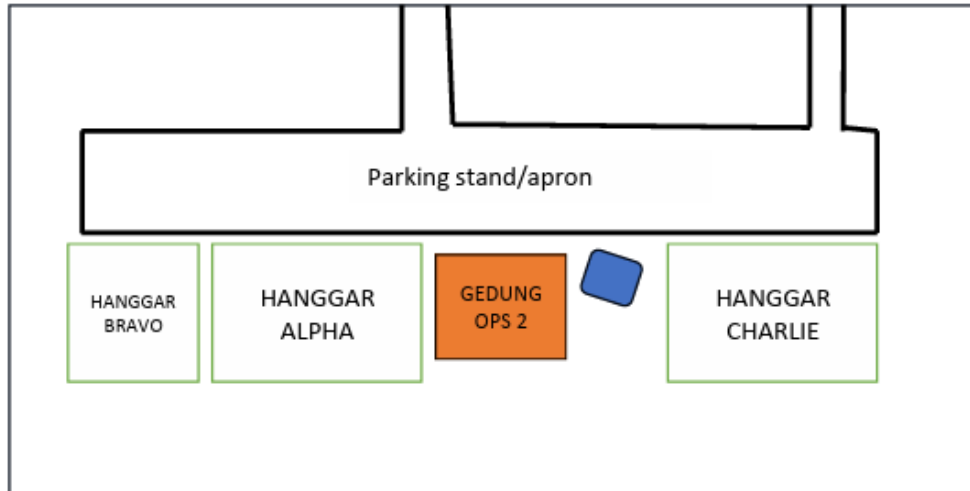 Parking stand/apron
HANGGAR
BRAVO
HANGGAR
ALPHA
GEDUNG
OPS 2
HANGGAR
CHARLIE